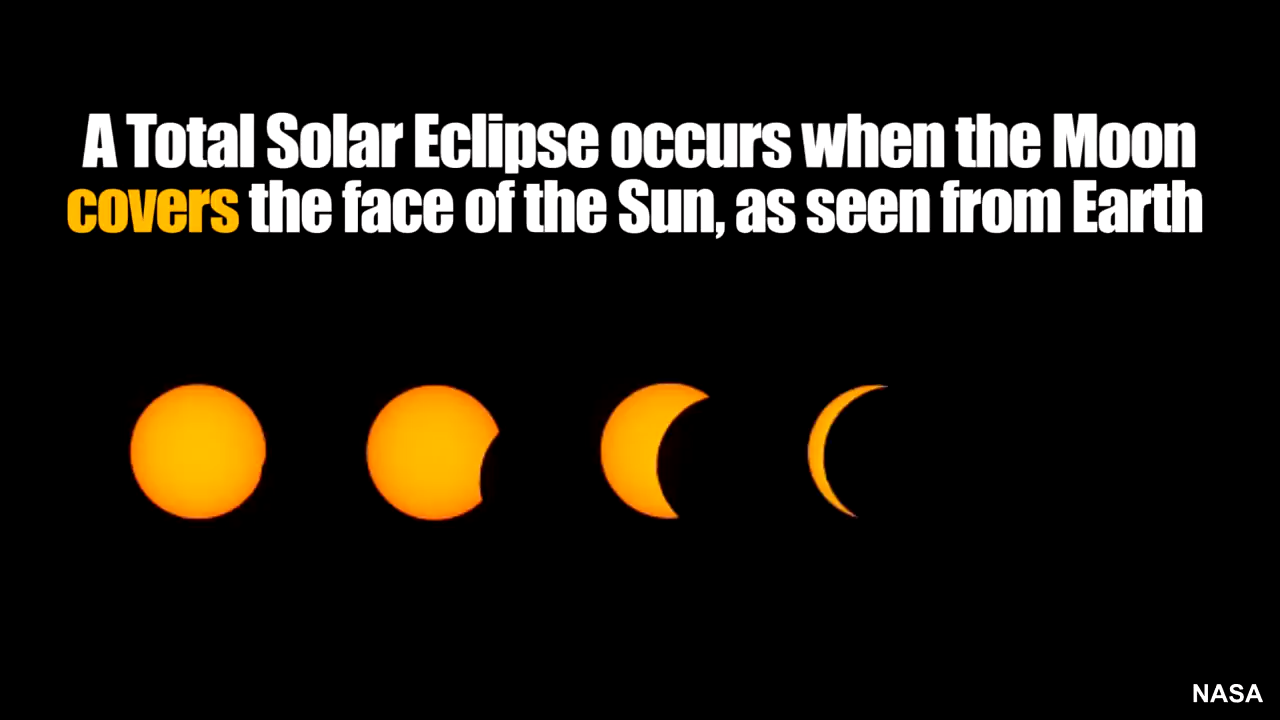 A Total Solar Eclipse occurs when the Moon
covers the face of the Sun, as seen from Earth
NASA